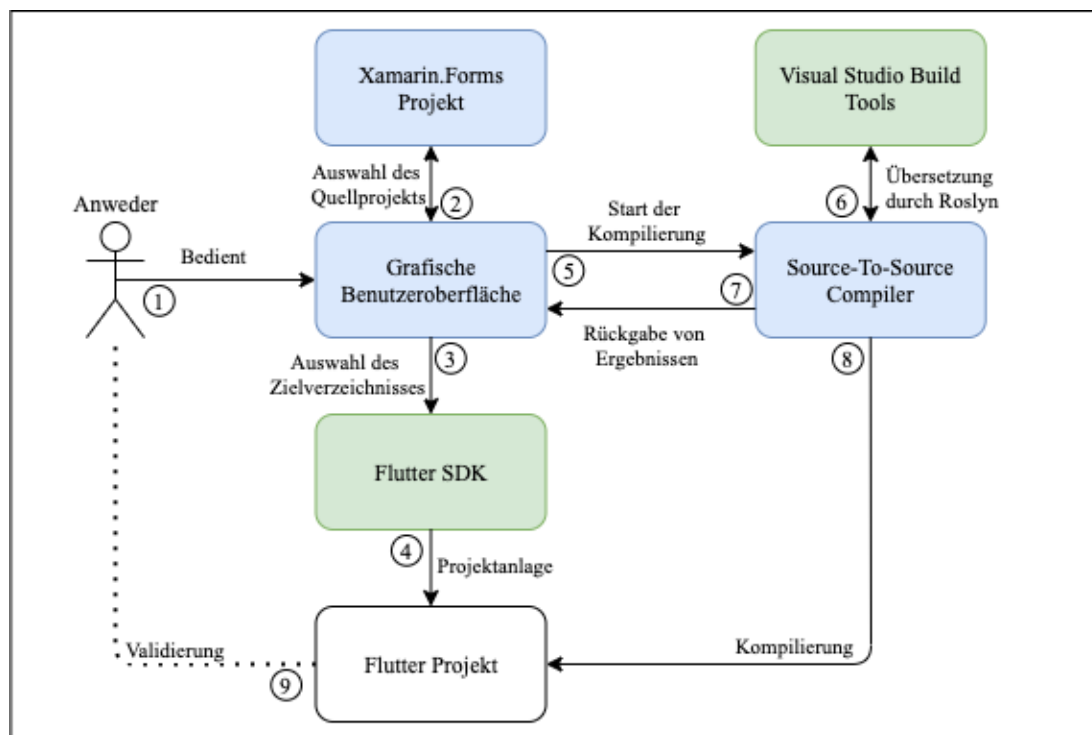 Xamarin.Forms
Projekt
Visual Studio Build
Tools
Auswahl des
Quellprojekts
2
6
Übersetzung
durch Roslyn
Anweder
Bedient
1
Grafische
Benutzeroberfläche
Start der
Kompilierung
5
7
Rückgabe von
Ergebnissen
Source-To-Source
Compiler
Auswahl des
Zielverzeichnisses
3
8
Flutter SDK
4
Projektanlage
Validierung
9
Flutter Projekt
Kompilierung